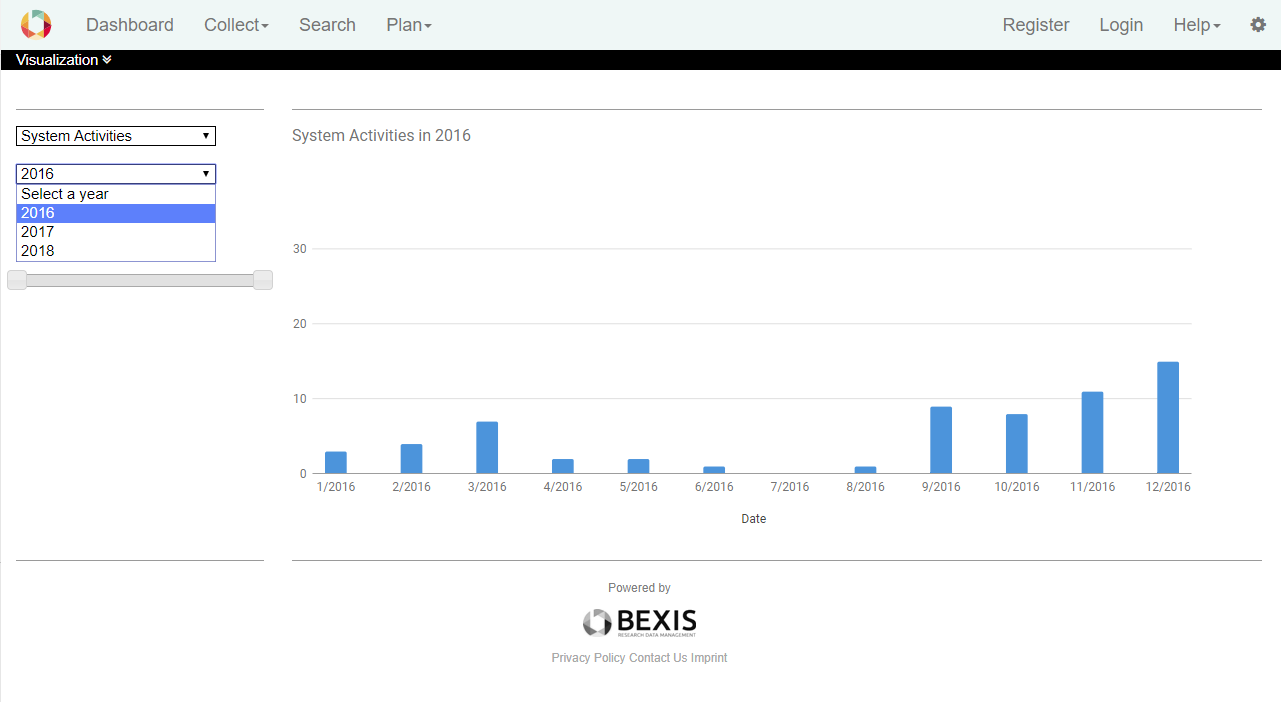 Dashboard Collect Search Plan Register Login Help
Visualization
System Activities
2016
Select a year
2016
2017
2018
System Activities in 2016
30
20
10
0
1/2016 2/2016 3/2016 4/2016 5/2016 6/2016 7/2016 8/2016 9/2016 10/2016 11/2016 12/2016
Date
Powered by
BEXIS
RESEARCH DATA MANAGEMENT
Privacy Policy Contact Us Imprint